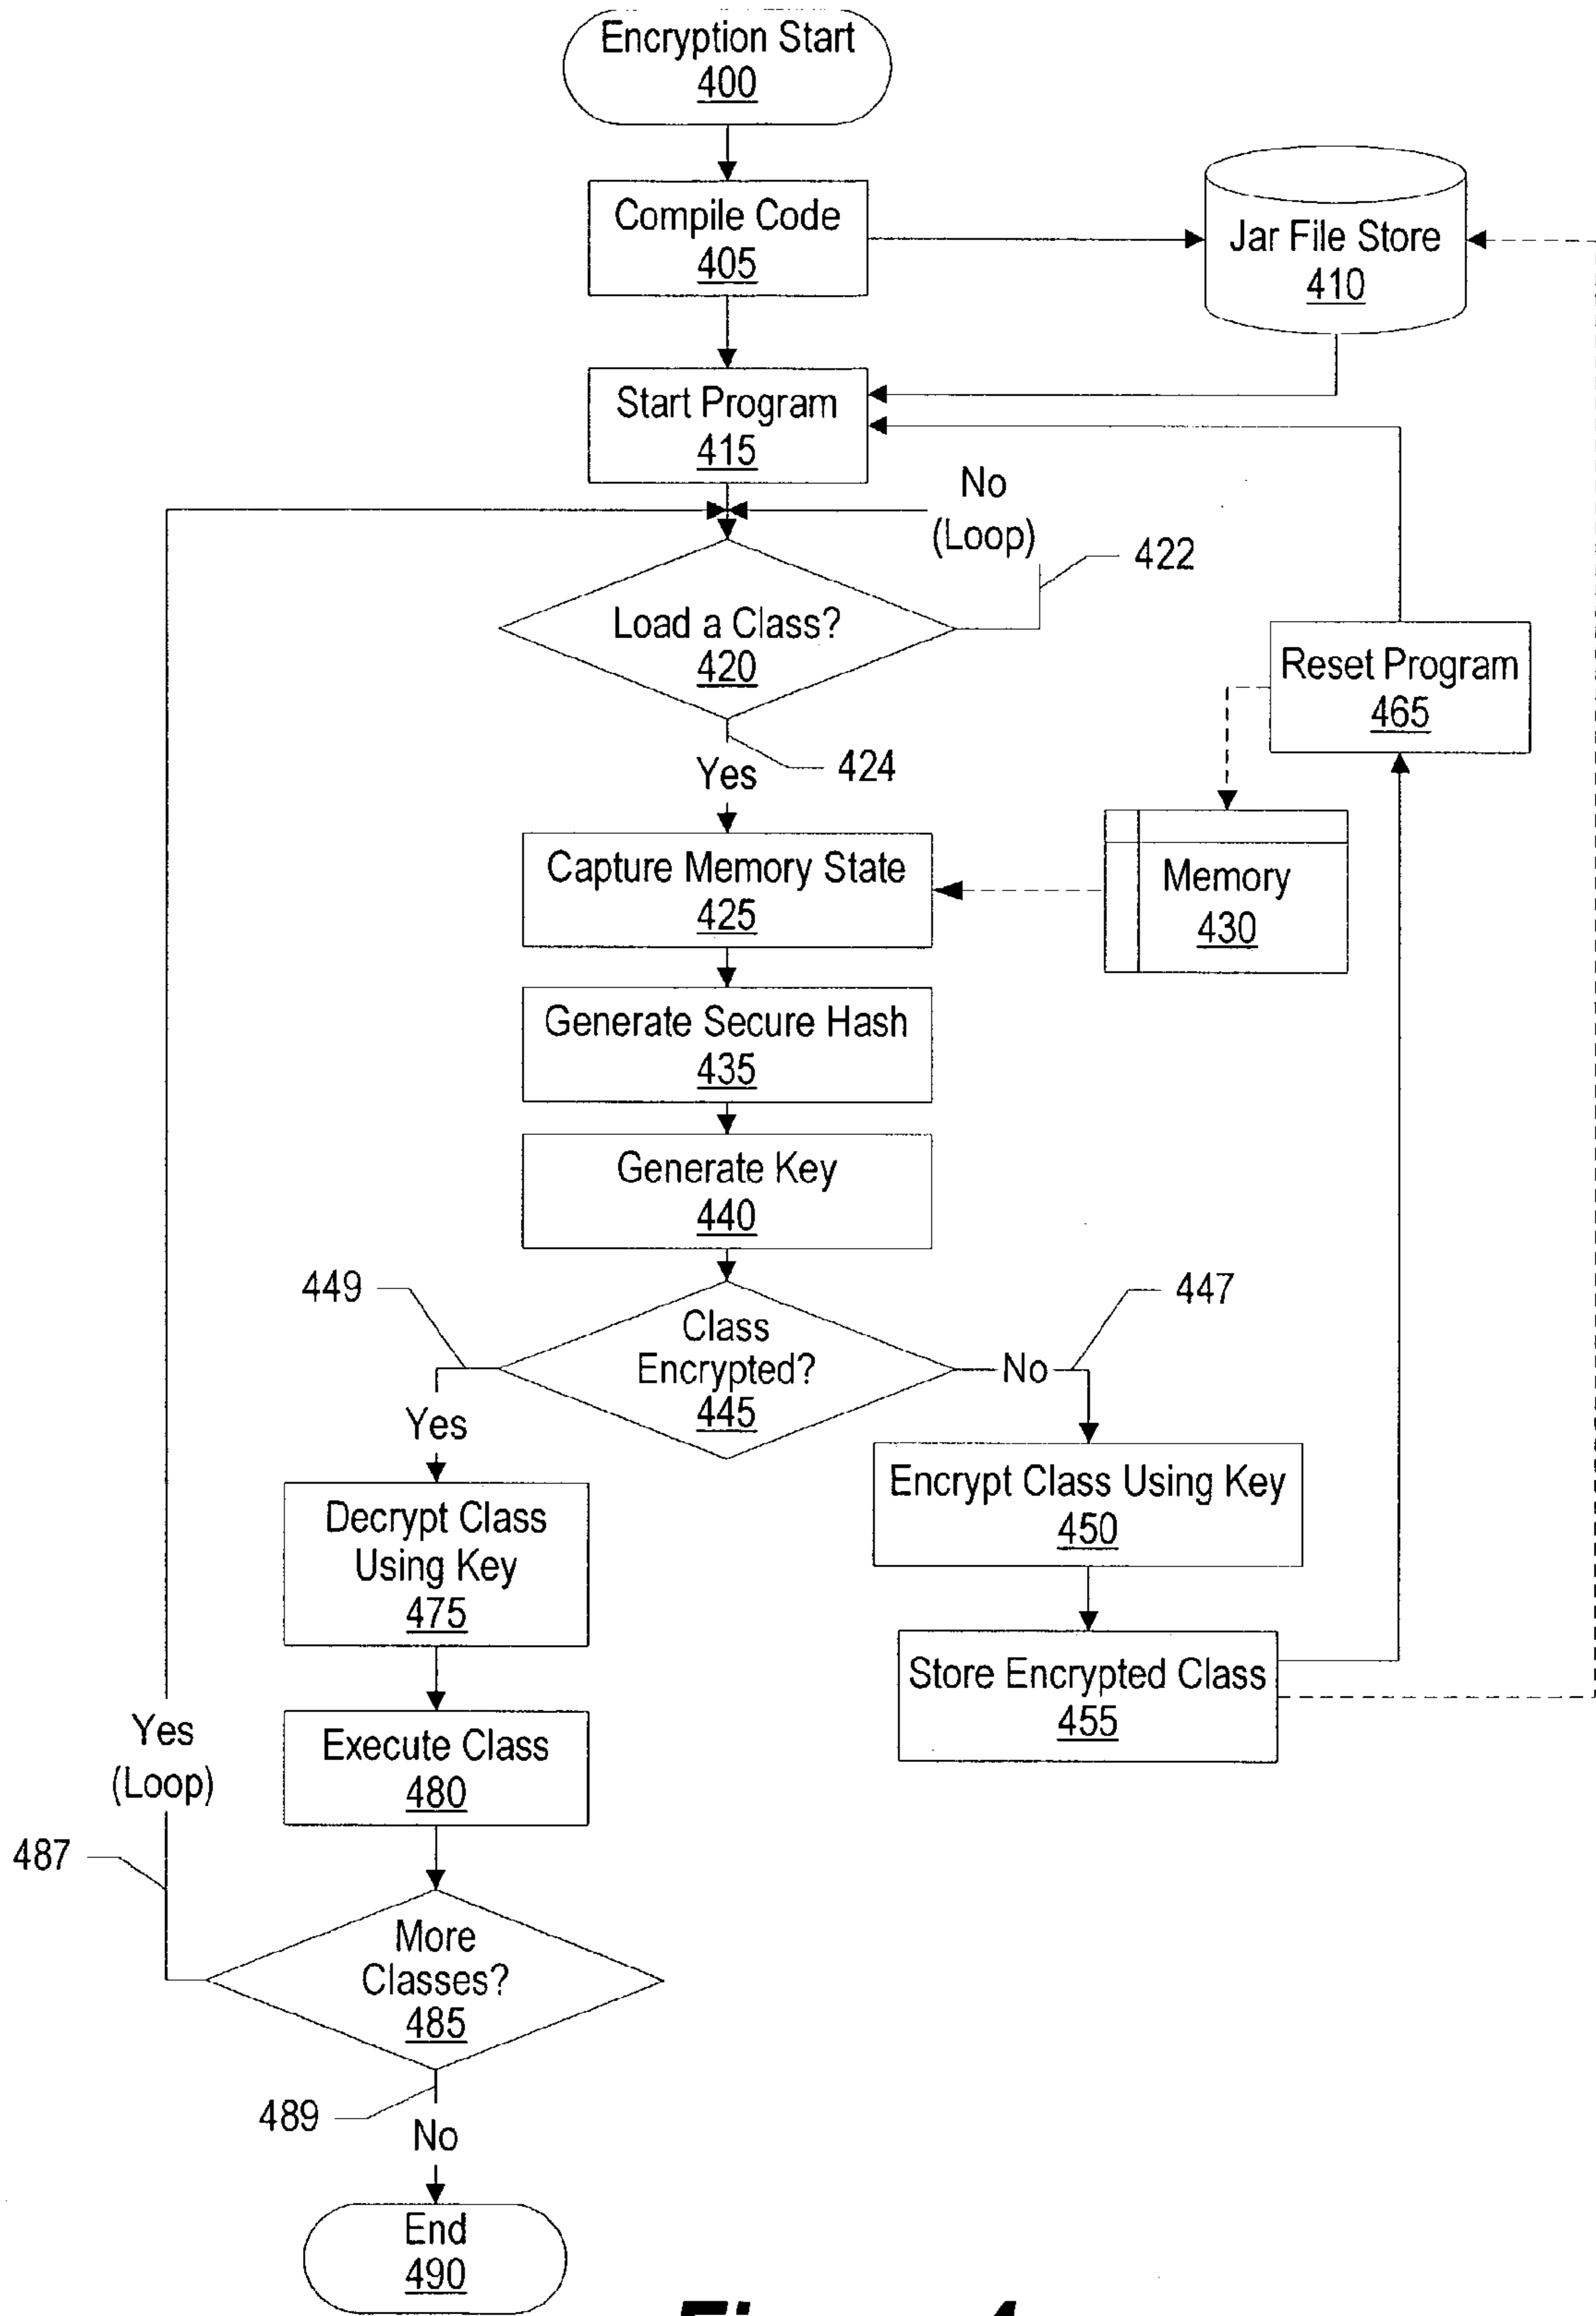 Encryption Start
400
Compile Code
405
Jar File Store
410
Start Program
415
No
(Loop)
422
Load a Class?
420
Reset Program
465
424
Yes
Capture Memory State
425
Memory
430
Generate Secure Hash
435
Generate Key
440
449
447
Class
Encrypted?
445
No
Yes
Encrypt Class Using Key
450
Decrypt Class
Using Key
475
Store Encrypted Class
455
Yes
(Loop)
Execute Class
480
487
More
Classes?
485
489
No
End
490